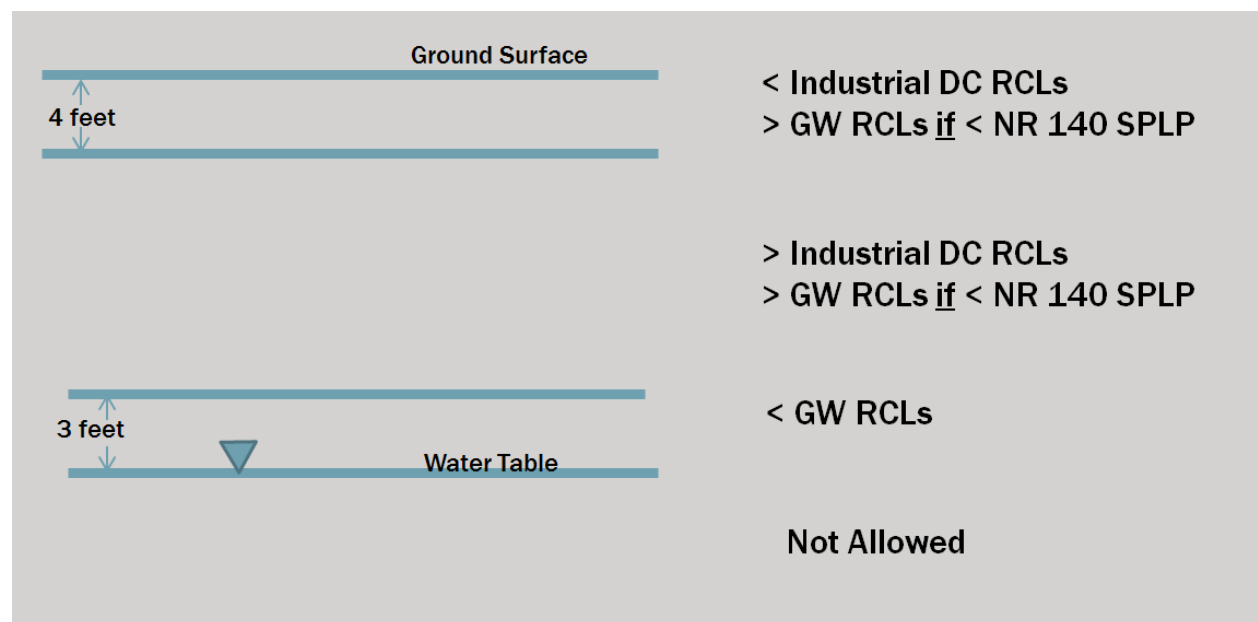 Ground Surface
4 feet
< Industrial DC RCLs
> GW RCLs if < NR 140 SPLP
> Industrial DC RCLs
> GW RCLs if < NR 140 SPLP
3 feet
< GW RCLs
Water Table
Not Allowed